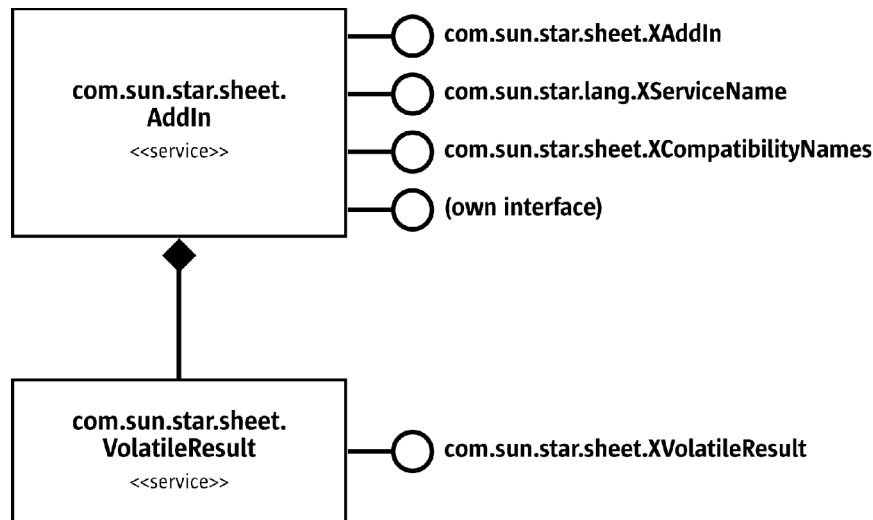 com.sun.star.sheet.
AddIn
<<service>>
com.sun.star.sheet.XAddIn
com.sun.star.lang.XServiceName
com.sun.star.sheet.XCompatibilityNames
(own interface)
com.sun.star.sheet.
VolatileResult
<<service>>
com.sun.star.sheet.XVolatileResult